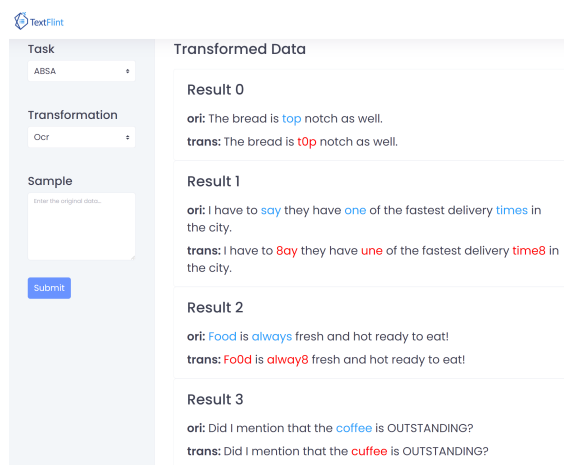 TextFlint
Task
ABSA
Transformation
Ocr
Sample
Enter the original data...
Submit
Transformed Data
Result 0
ori: The bread is top notch as well.
trans: The bread is t0p notch as well.
Result 1
ori: I have to say they have one of the fastest delivery times in
the city.
trans: I have to 8ay they have une of the fastest delivery time8 in
the city.
Result 2
ori: Food is always fresh and hot ready to eat!
trans: Fo0d is alway8 fresh and hot ready to eat!
Result 3
ori: Did I mention that the coffee is OUTSTANDING?
trans: Did I mention that the cuffee is OUTSTANDING?